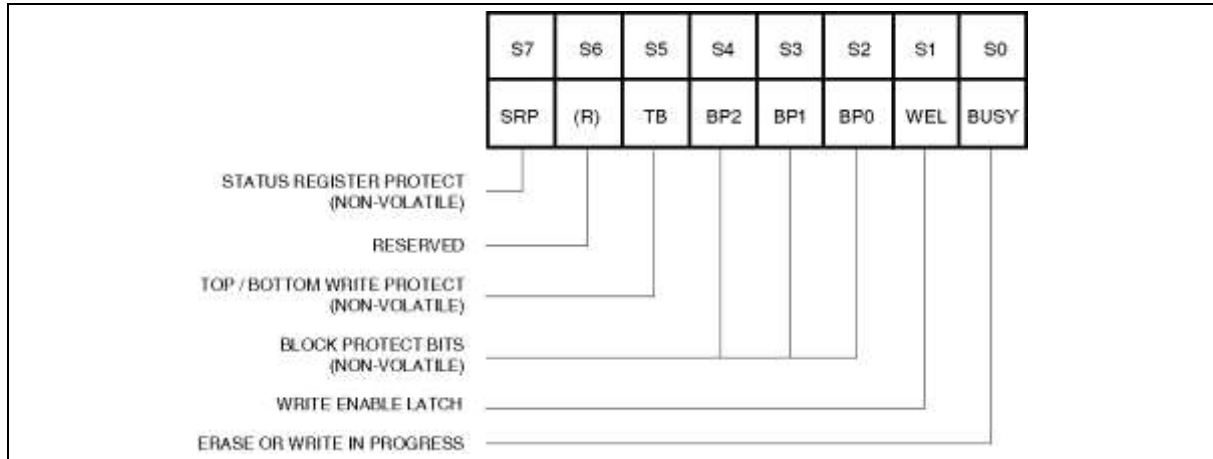 S7 S6 S5 S4 S3 S2 S1 S0
SRP (R) TB BP2 BP1 BP0 WEL BUSY
STATUS REGISTER PROTECT
(NON-VOLATILE)
RESERVED
TOP / BOTTOM WRITE PROTECT
(NON-VOLATILE)
BLOCK PROTECT BITS
(NON-VOLATILE)
WRITE ENABLE LATCH
ERASE OR WRITE IN PROGRESS